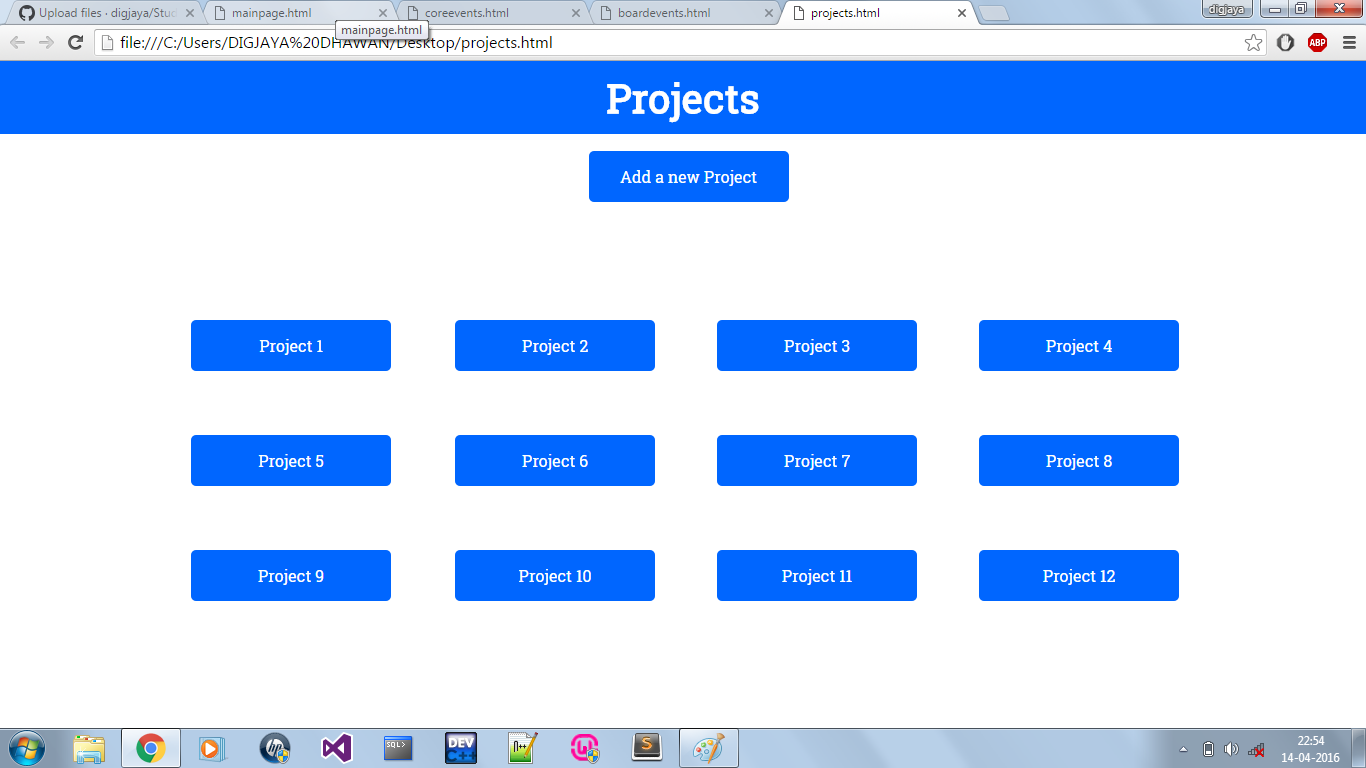 Upload files · digjaya/Stud
mainpage.html
coreevents.html
boardevents.html
projects.html
digjaya
mainpage.html
file:///C:/Users/DIGJAYA%20DHAWAN/Desktop/projects.html
ABP
Projects
Add a new Project
Project 1
Project 2
Project 3
Project 4
Project 5
Project 6
Project 7
Project 8
Project 9
Project 10
Project 11
Project 12
hp
SQL>
DEV
C++
N++
S
22:54
14-04-2016